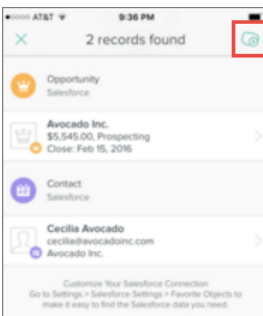 AT&T 9:36 PM
2 records found
Opportunity
Salesforce
Avocado Inc.
$5,545.00, Prospecting
Close: Feb 15, 2016
Contact
Salesforce
Cecilia Avocado
cecilia@avocadoinc.com
Avocado Inc.
Customize Your Salesforce Connection
Go to Settings > Salesforce Settings > Favorite Objects to
make it easy to find the Salesforce data you need.